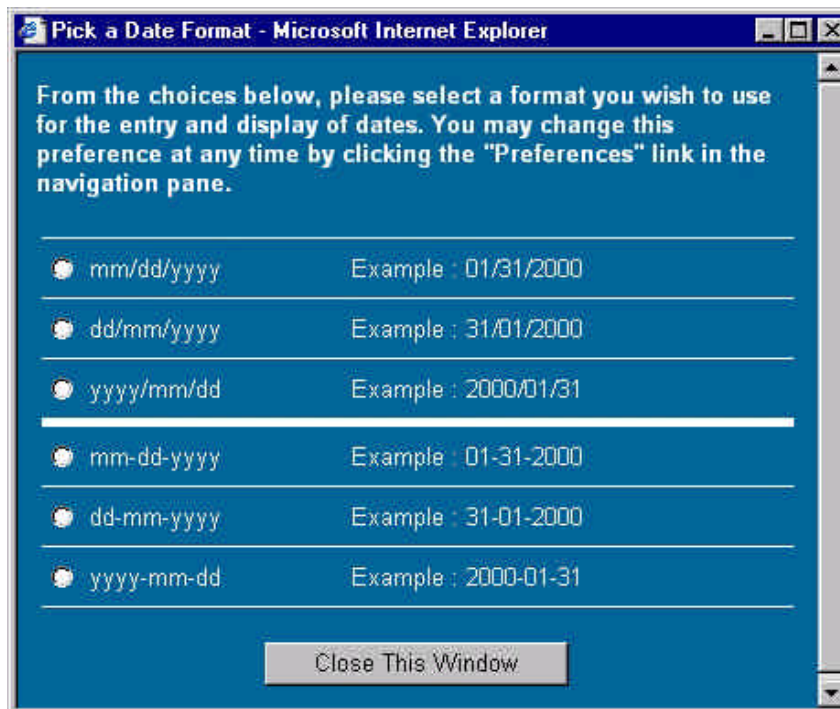 Pick a Date Format - Microsoft Internet Explorer
From the choices below, please select a format you wish to use
for the entry and display of dates. You may change this
preference at any time by clicking the "Preferences" link in the
navigation pane.
mm/dd/yyyy Example : 01/31/2000
dd/mm/yyyy Example : 31/01/2000
yyyy/mm/dd Example : 2000/01/31
mm-dd-yyyy Example : 01-31-2000
dd-mm-yyyy Example : 31-01-2000
yyyy-mm-dd Example : 2000-01-31
Close This Window